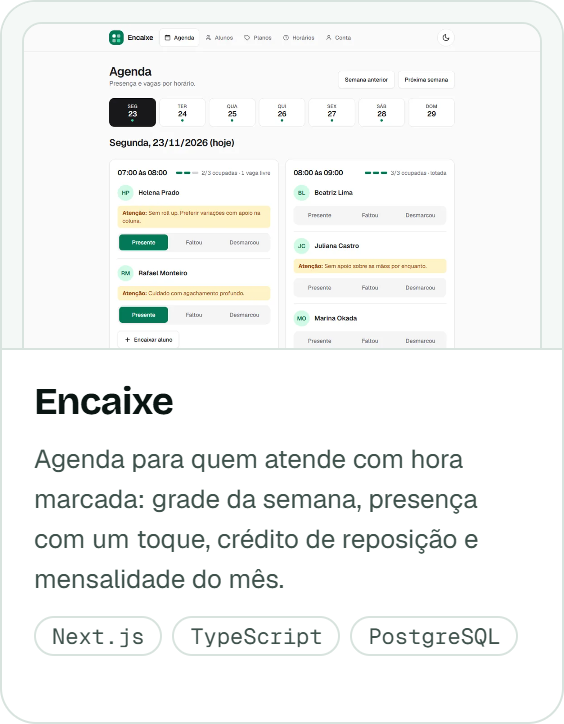 Encaixe Agenda Alunos Planos Horários Conta
Agenda
Presença e vagas por horário.
Semana anterior Próxima semana
SEG TER QUA QUI SEX SÁB DOM
23 24 25 26 27 28 29
Segunda, 23/11/2026 (hoje)
07:00 às 08:00 2/3 ocupadas · 1 vaga livre
HP Helena Prado
Atenção: Sem roll up. Preferir variações com apoio na
coluna.
Presente Faltou Desmarcou
RM Rafael Monteiro
Atenção: Cuidado com agachamento profundo.
Presente Faltou Desmarcou
+ Encaixar aluno
08:00 às 09:00 3/3 ocupadas · lotada
BL Beatriz Lima
Presente Faltou Desmarcou
JC Juliana Castro
Atenção: Sem apoio sobre as mãos por enquanto.
Presente Faltou Desmarcou
MO Marina Okada
Presente Faltou Desmarcou
Encaixe
Agenda para quem atende com hora
marcada: grade da semana, presença
com um toque, crédito de reposição e
mensalidade do mês.
Next.js TypeScript PostgreSQL